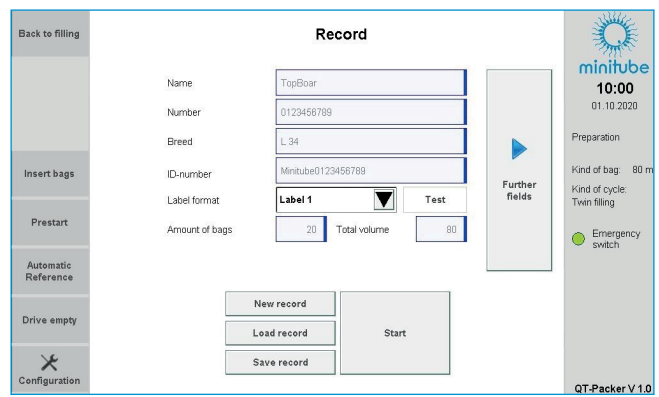 Back to filling
Record
minitube
10:00
01.10.2020
Name
TopBoar
Number
0123456789
Breed
L 34
ID-number
Minitube0123456789
Label format
Label 1
Test
Amount of bags
20
Total volume
80
Further
fields
Preparation
Kind of bag: 80 m
Kind of cycle:
Twin filling
Emergency
switch
Insert bags
Prestart
Automatic
Reference
Drive empty
Configuration
New record
Load record
Save record
Start
QT-Packer V 1.0